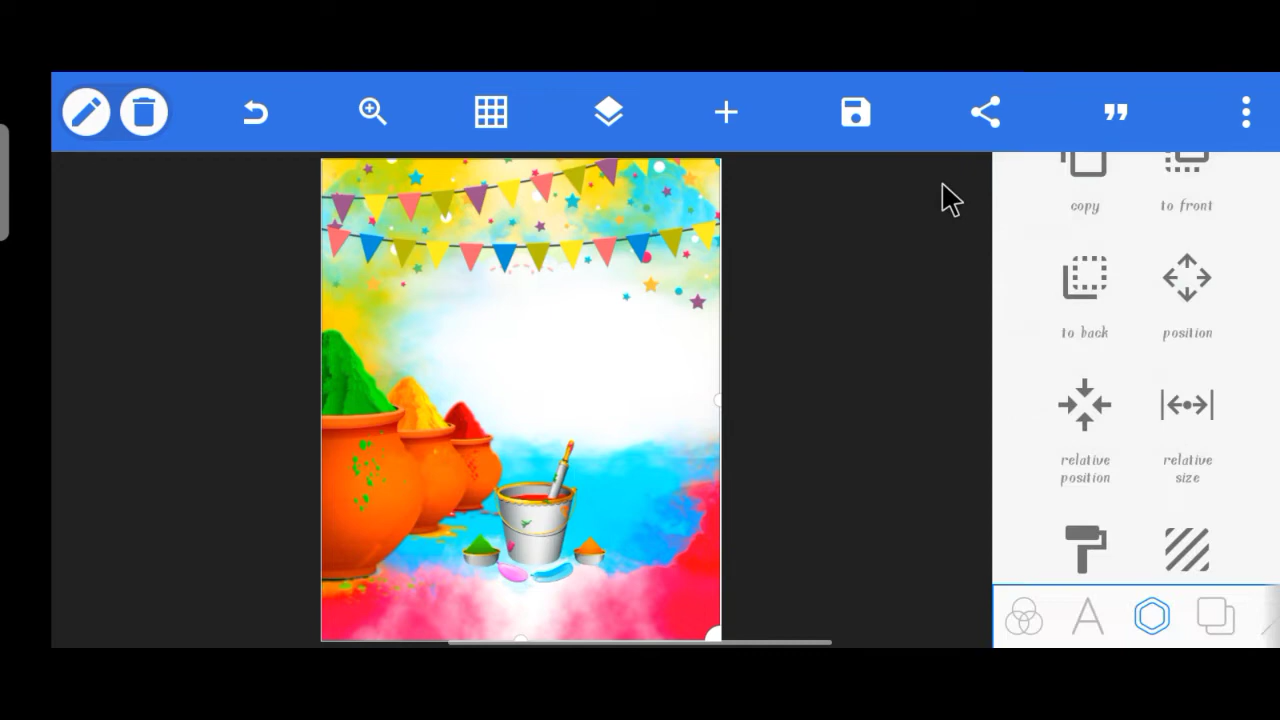 copy
to front
to back
position
relative
position
relative
size